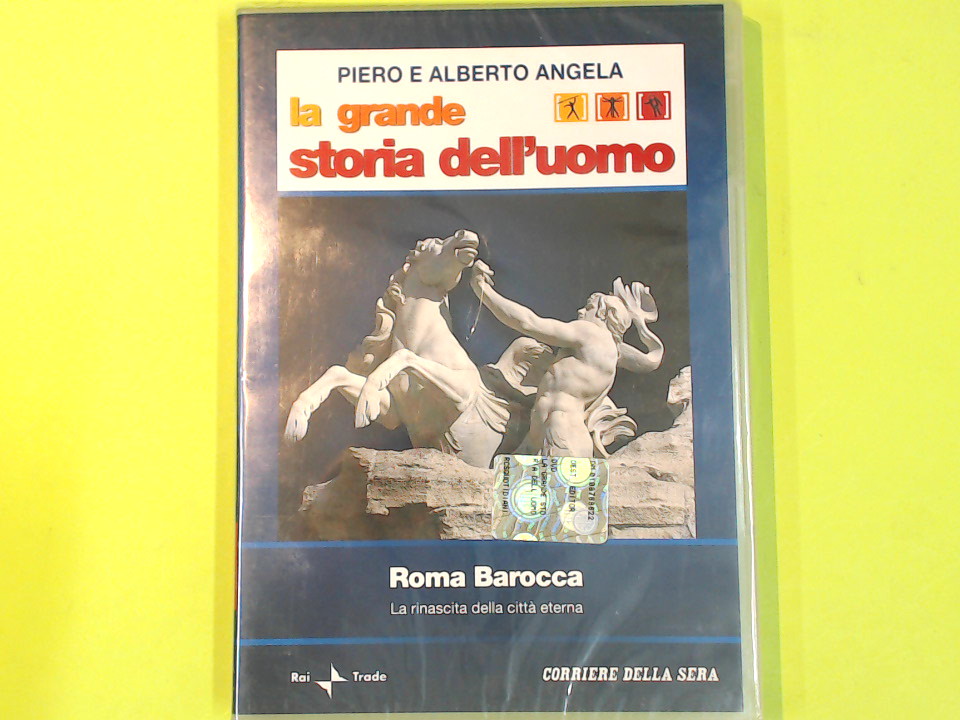 PIERO E ALBERTO ANGELA
la grande
storia dell'uomo
Roma Barocca
La rinascita della città eterna
Rai Trade
CORRIERE DELLA SERA